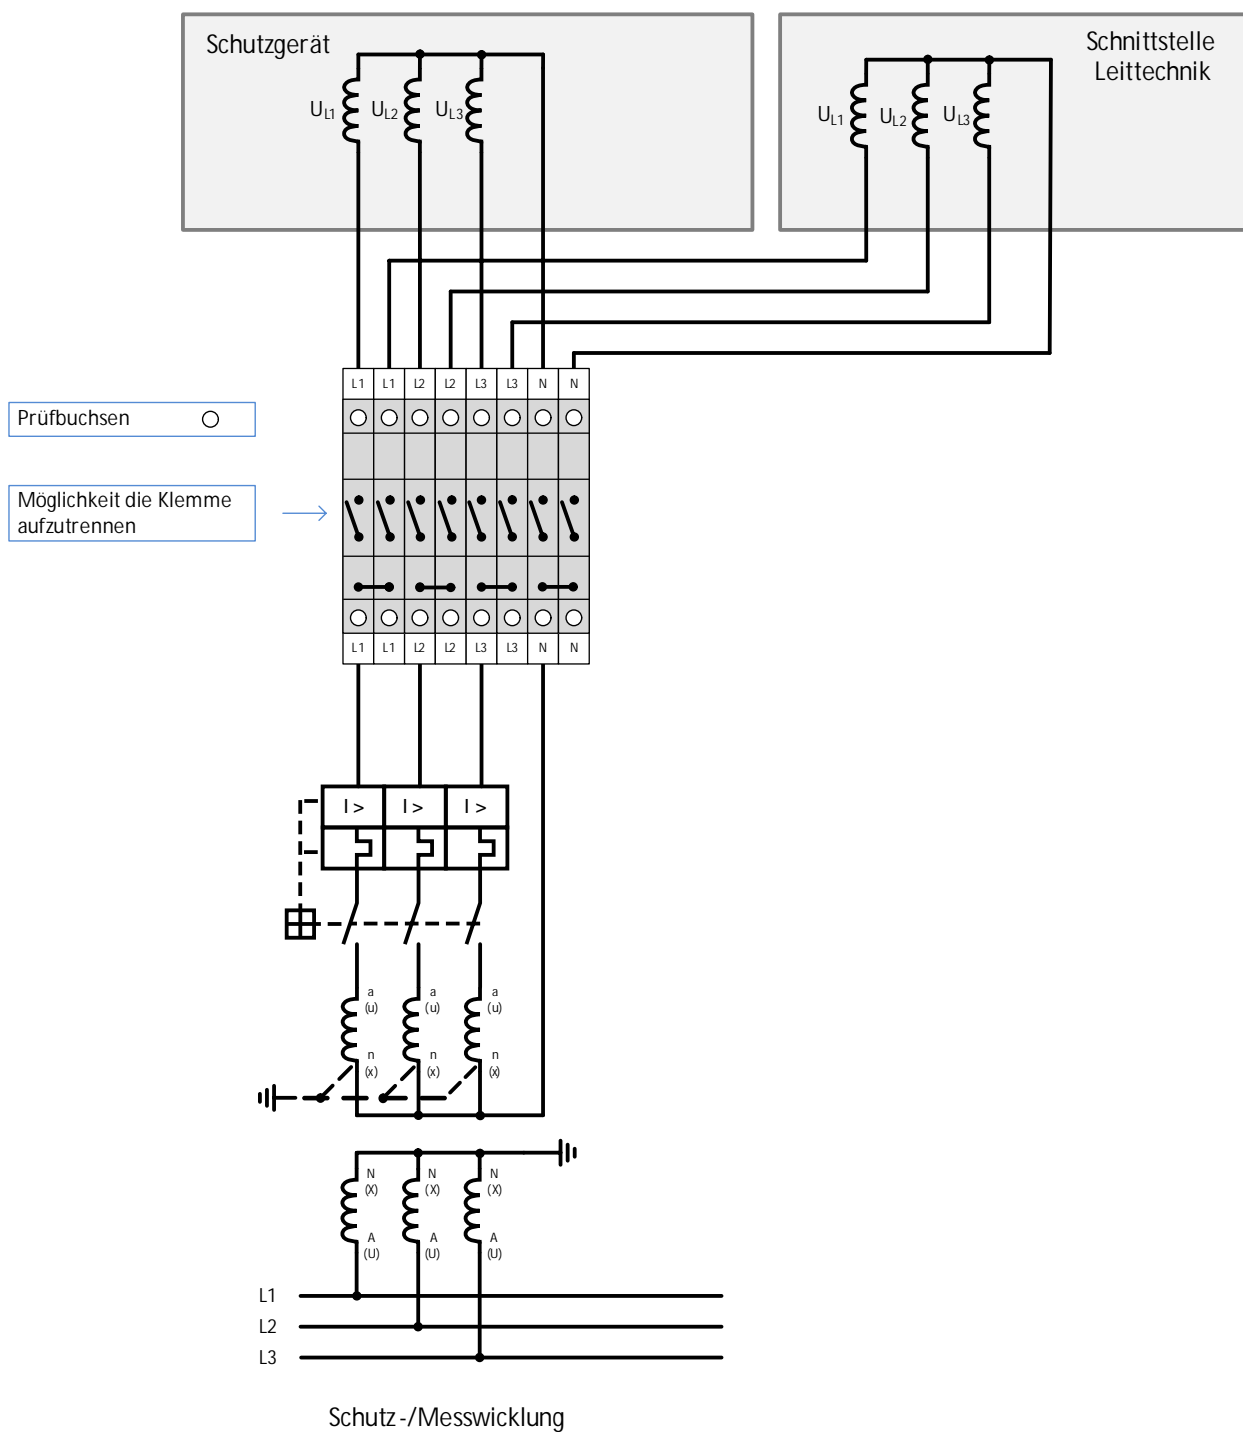 Schutzgerät
Schnittstelle
Leittechnik
UL1 UL2 UL3
UL1 UL2 UL3
L1 L1 L2 L2 L3 L3 N N
Prüfbuchsen
Möglichkeit die Klemme
aufzutrennen
L1 L1 L2 L2 L3 L3 N N
I > I > I >
a a a
(u) (u) (u)
n n n
(x) (x) (x)
N N N
(X) (X) (X)
A A A
(U) (U) (U)
L1
L2
L3
Schutz-/Messwicklung